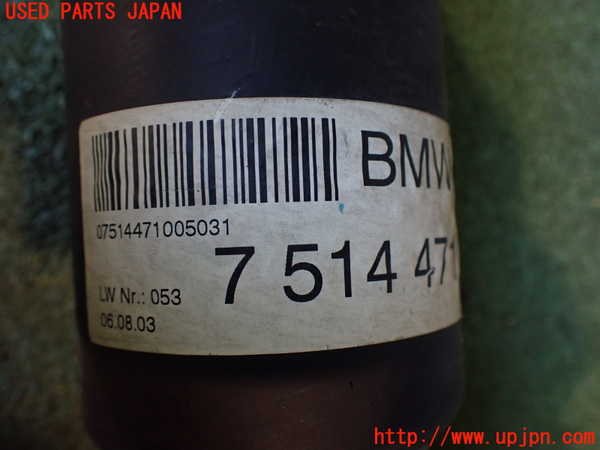 USED PARTS JAPAN
BMW
07514471005031
7 514 471
LW Nr.: 053
06.08.03
http://www.upjpn.com/